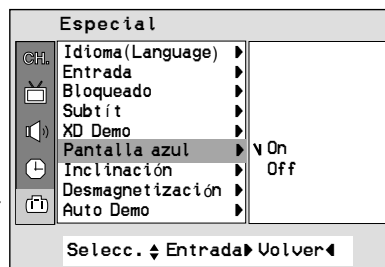 Especial
CH.
Idioma(Language)
Entrada
Bloqueado
Subtít
XD Demo
Pantalla azul
Inclinación
Desmagnetización
Auto Demo
On
Off
Selecc. Entrada Volver